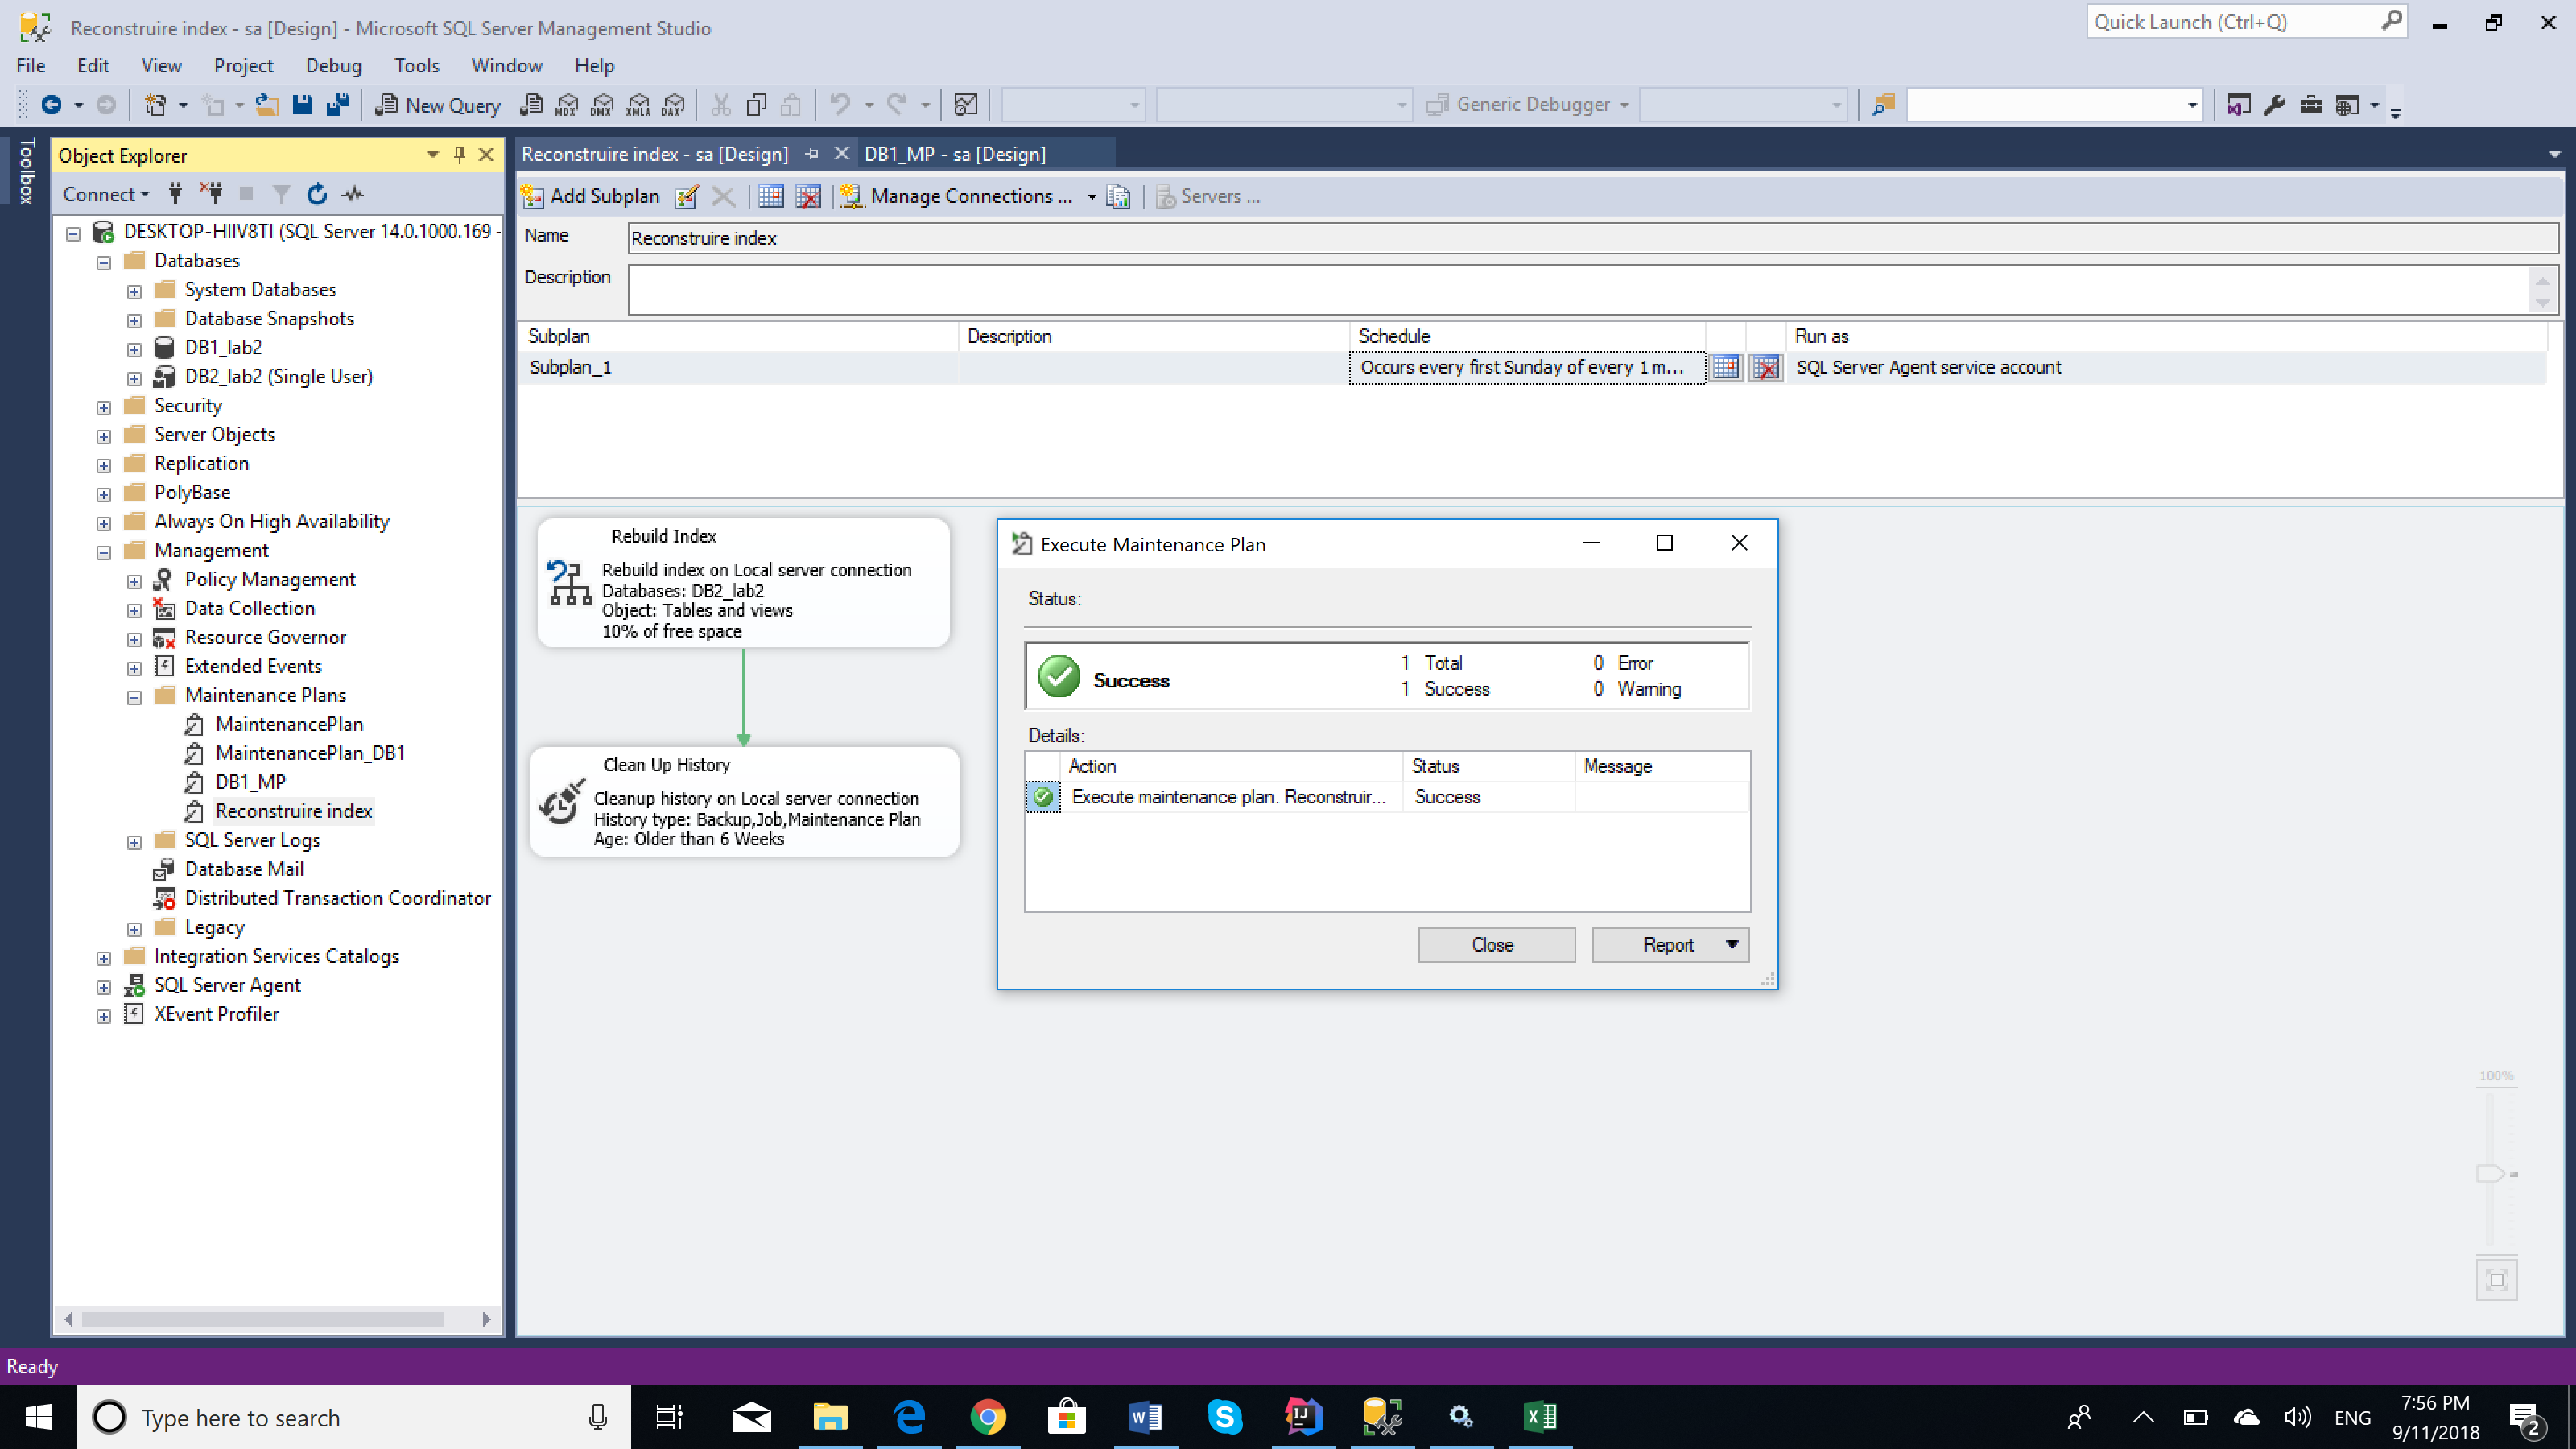 Reconstruire index - sa [Design] - Microsoft SQL Server Management Studio
Quick Launch (Ctrl+Q)
File Edit View Project Debug Tools Window Help
New Query MDX DMX XMLA DAX Generic Debugger
Toolbox
Object Explorer
Connect
DESKTOP-HIIV8TI (SQL Server 14.0.1000.169 -
Databases
System Databases
Database Snapshots
DB1_lab2
DB2_lab2 (Single User)
Security
Server Objects
Replication
PolyBase
Always On High Availability
Management
Policy Management
Data Collection
Resource Governor
Extended Events
Maintenance Plans
MaintenancePlan
MaintenancePlan_DB1
DB1_MP
Reconstruire index
SQL Server Logs
Database Mail
Distributed Transaction Coordinator
Legacy
Integration Services Catalogs
SQL Server Agent
XEvent Profiler
Reconstruire index - sa [Design] DB1_MP - sa [Design]
Add Subplan Manage Connections ... Servers ...
Name Reconstruire index
Description
Subplan Description Schedule Run as
Subplan_1 Occurs every first Sunday of every 1 m... SQL Server Agent service account
Rebuild Index
Rebuild index on Local server connection
Databases: DB2_lab2
Object: Tables and views
10% of free space
Clean Up History
Cleanup history on Local server connection
History type: Backup,Job,Maintenance Plan
Age: Older than 6 Weeks
Execute Maintenance Plan
Status:
Success
1 Total 0 Error
1 Success 0 Warning
Details:
Action Status Message
Execute maintenance plan. Reconstruir... Success
Close Report
100%
Ready
Type here to search
ENG
7:56 PM
9/11/2018
2